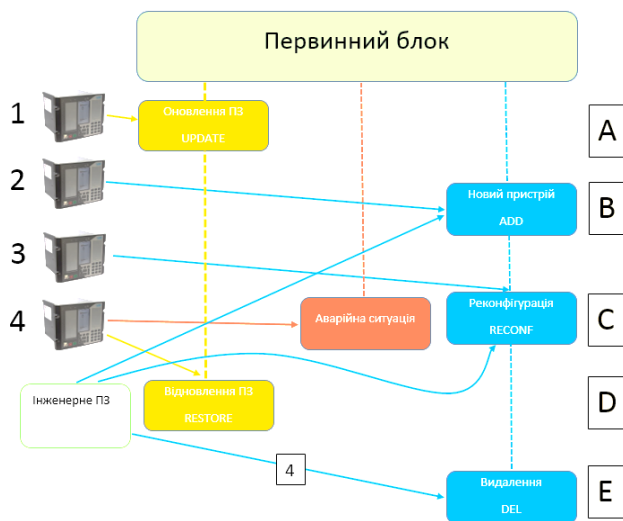 Первинний блок
1
Оновлення ПЗ
UPDATE
A
2
Новий пристрій
ADD
B
3
4
Аварійна ситуація
Реконфігурація
RECONF
C
Інженерне ПЗ
Відновлення ПЗ
RESTORE
D
4
Видалення
DEL
E